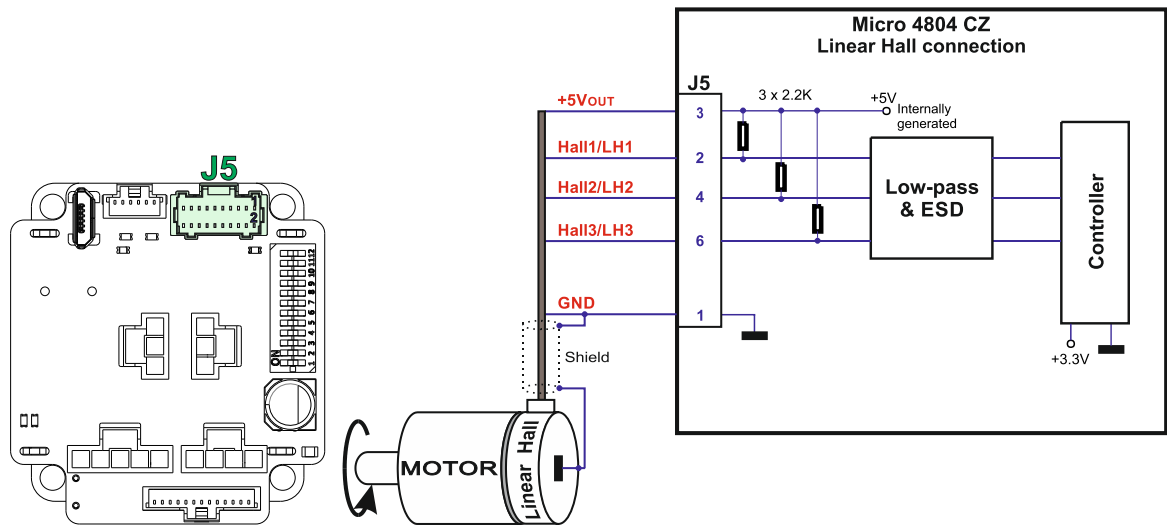 Micro 4804 CZ
Linear Hall connection
J5
3 x 2.2K
+5V
Internally
generated
+5VOUT
3
Hall1/LH1
2
Hall2/LH2
4
Hall3/LH3
6
GND
1
Low-pass
& ESD
Controller
+3.3V
Shield
MOTOR
Linear Hall
J5
2
ON
1 2 3 4 5 6 7 8 9 10 11 12